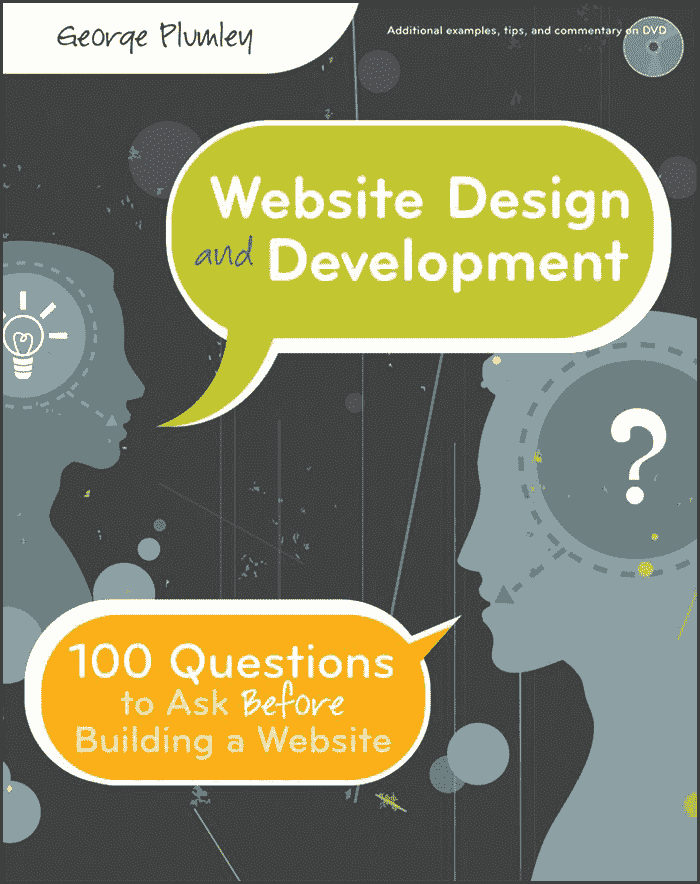 George Plumley
Additional examples, tips, and commentary on DVD
Website Design
and Development
?
100 Questions
to Ask Before
Building a Website